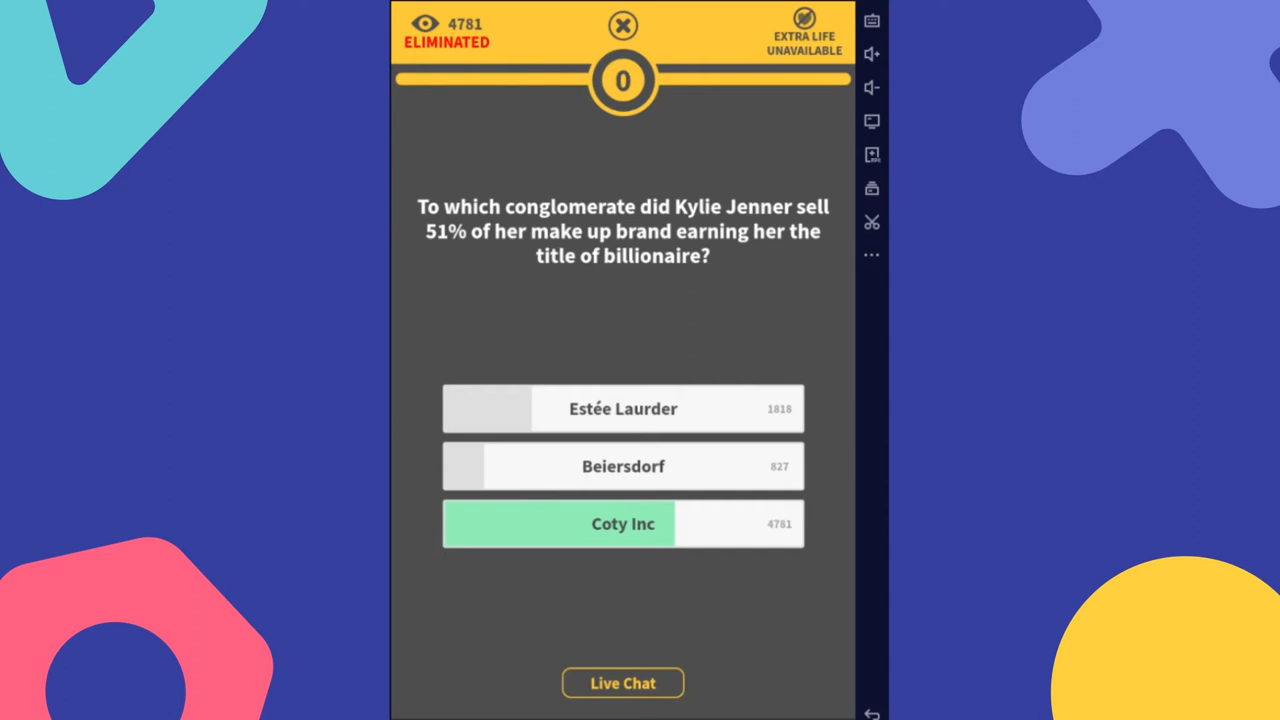 4781
ELIMINATED
EXTRA LIFE
UNAVAILABLE
0
To which conglomerate did Kylie Jenner sell
51% of her make up brand earning her the
title of billionaire?
Estée Laurder 1818
Beiersdorf 827
Coty Inc 4781
Live Chat